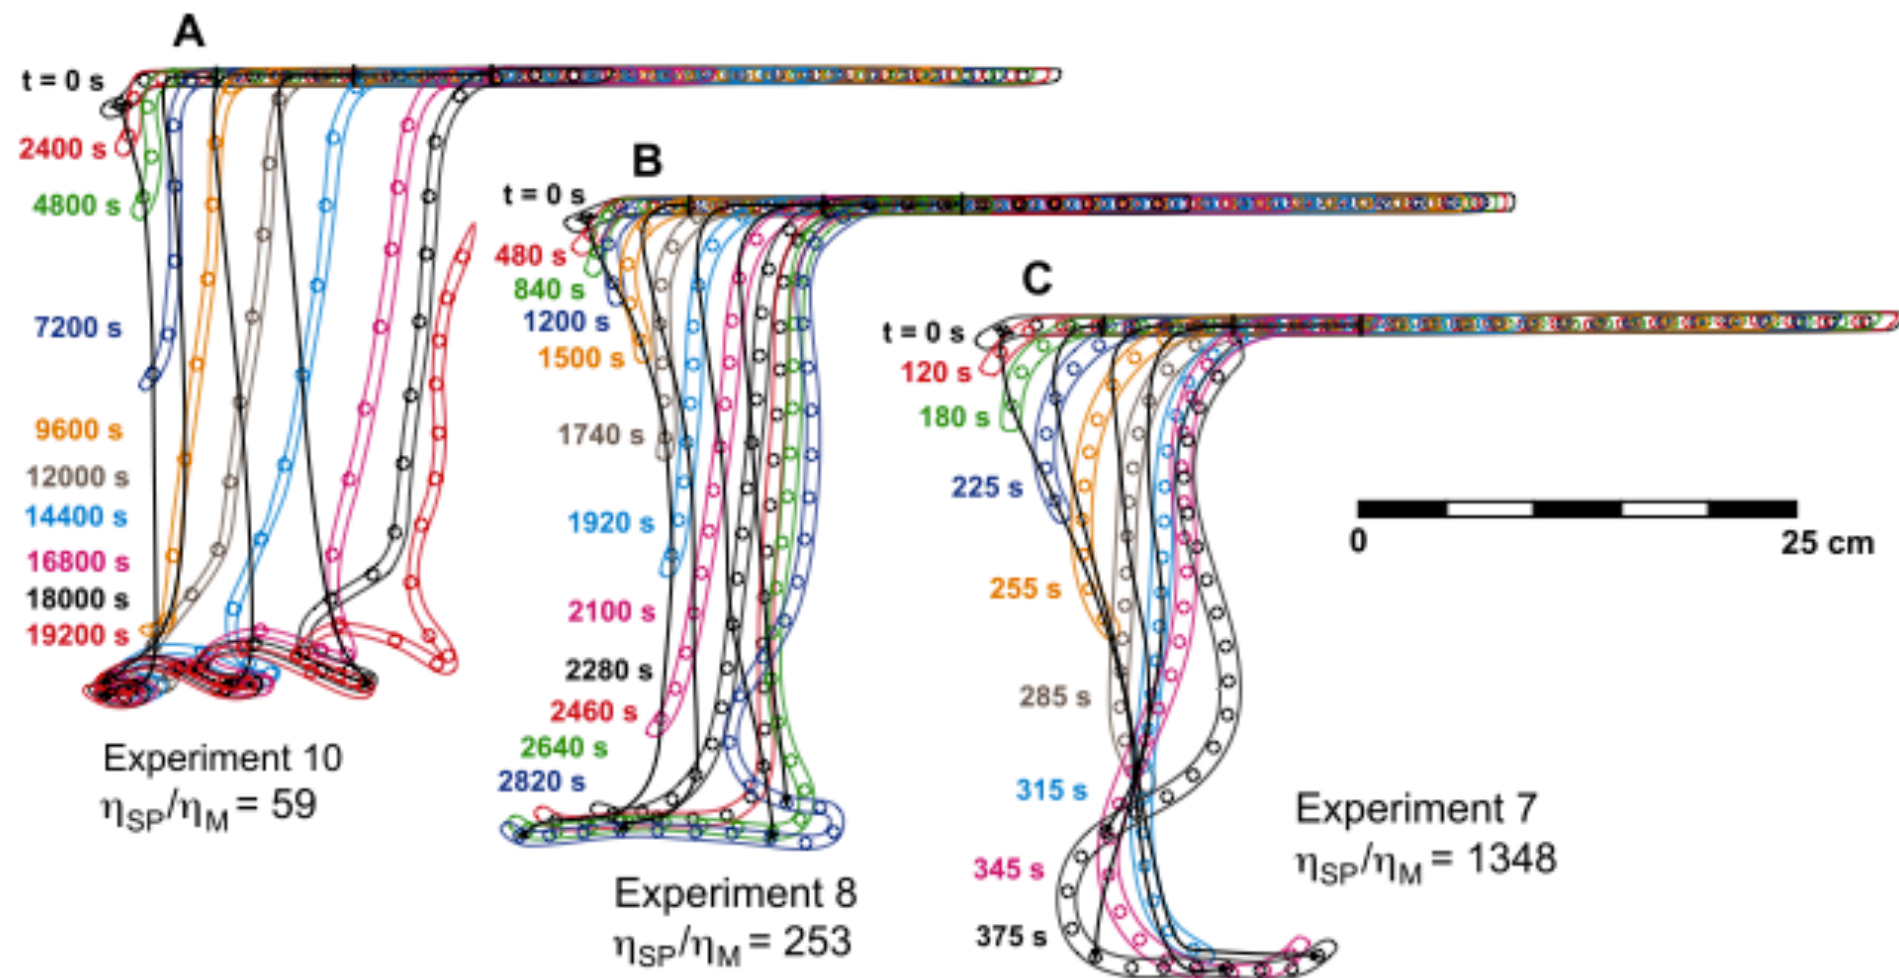 A
t = 0 s
2400 s
4800 s
7200 s
9600 s
12000 s
14400 s
16800 s
18000 s
19200 s
Experiment 10
ηSP/ηM = 59
B
t = 0 s
480 s
840 s
1200 s
1500 s
1740 s
1920 s
2100 s
2280 s
2460 s
2640 s
2820 s
Experiment 8
ηSP/ηM = 253
C
t = 0 s
120 s
180 s
225 s
255 s
285 s
315 s
345 s
375 s
0 25 cm
Experiment 7
ηSP/ηM = 1348